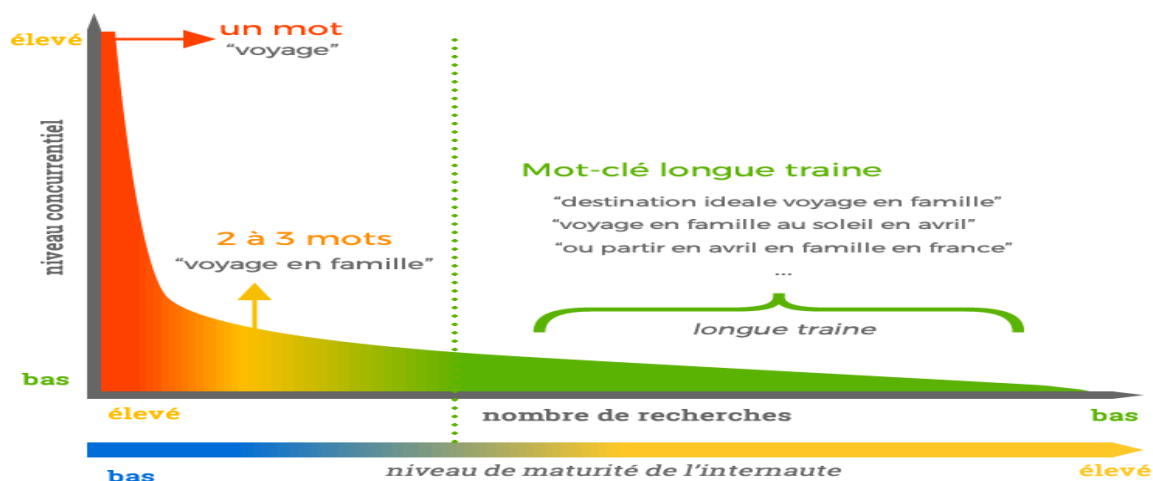 élevé
un mot
“voyage”
niveau concurrentiel
Mot-clé longue traine
“destination ideale voyage en famille”
“voyage en famille au soleil en avril”
“ou partir en avril en famille en france”
...
2 à 3 mots
“voyage en famille”
longue traine
bas
élevé
nombre de recherches
bas
bas
niveau de maturité de l’internaute
élevé